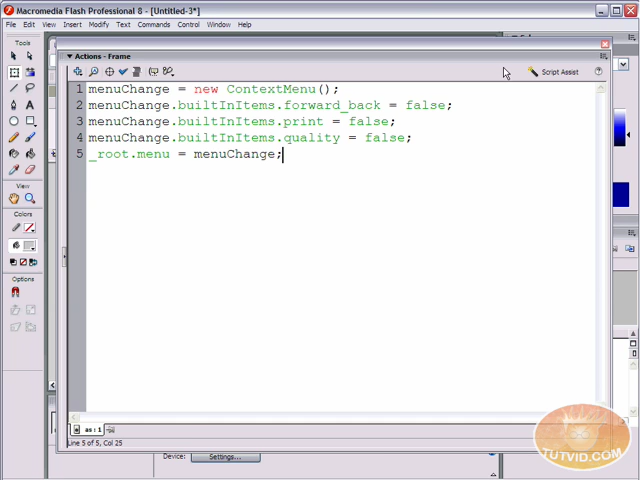 Macromedia Flash Professional 8 - [Untitled-3*]
File Edit View Insert Modify Text Commands Control Window Help
Tools
Actions - Frame
Script Assist
1 menuChange = new ContextMenu();
2 menuChange.builtInItems.forward_back = false;
3 menuChange.builtInItems.print = false;
4 menuChange.builtInItems.quality = false;
5 _root.menu = menuChange;
View
Colors
Options
as : 1
Line 5 of 5, Col 25
Device: Settings...
TUTVID.COM